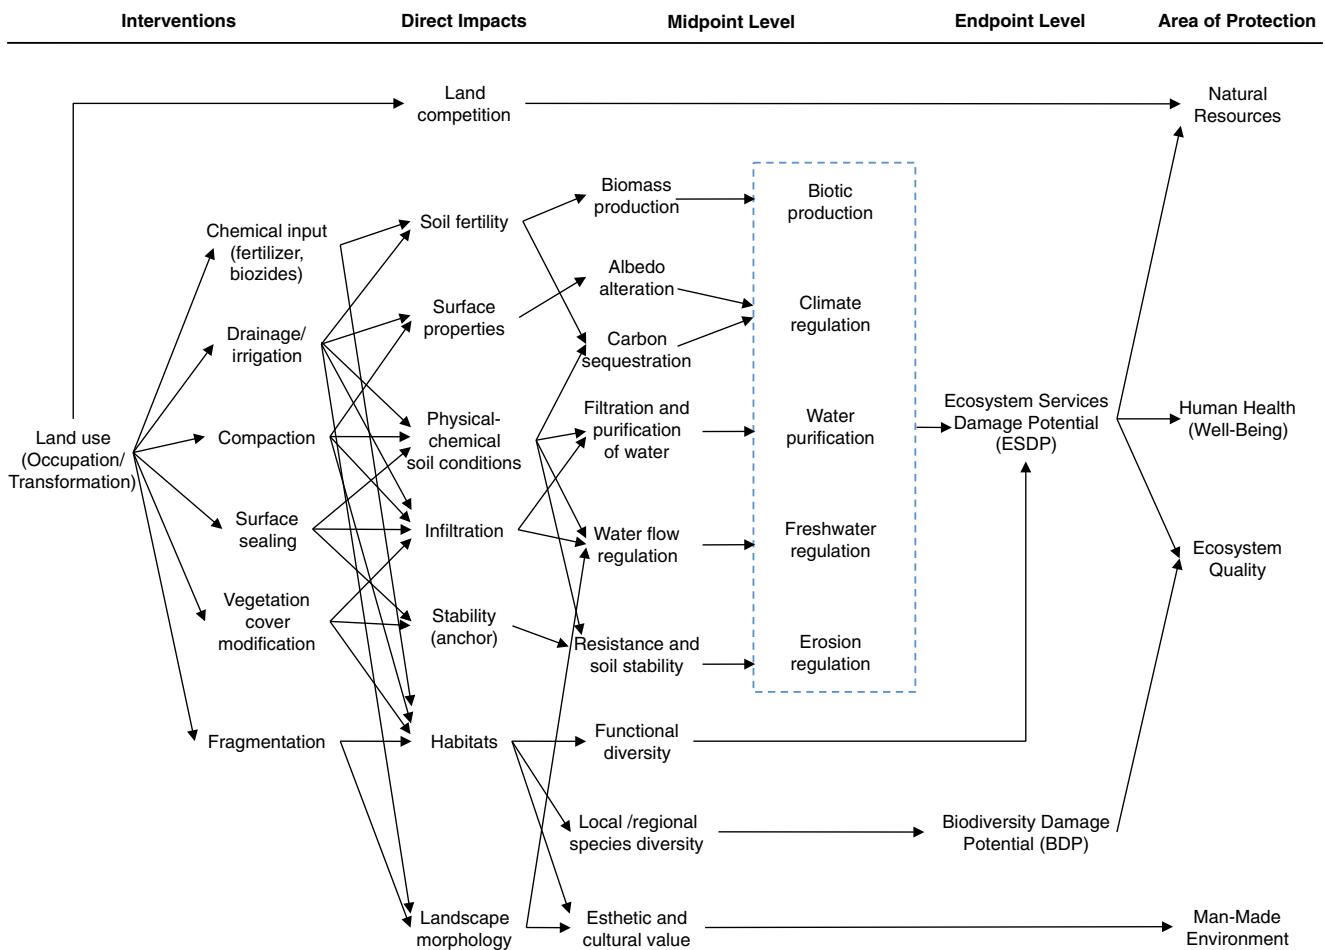 Interventions
Direct Impacts
Midpoint Level
Endpoint Level
Area of Protection
Land
competition
Natural
Resources
Biomass
production
Biotic
production
Chemical input
(fertilizer,
biozides)
Soil fertility
Albedo
alteration
Surface
properties
Climate
regulation
Drainage/
irrigation
Carbon
sequestration
Land use
(Occupation/
Transformation)
Compaction
Physical-
chemical
soil conditions
Filtration and
purification
of water
Water
purification
Ecosystem Services
Damage Potential
(ESDP)
Human Health
(Well-Being)
Surface
sealing
Infiltration
Water flow
regulation
Freshwater
regulation
Ecosystem
Quality
Vegetation
cover
modification
Stability
(anchor)
Resistance and
soil stability
Erosion
regulation
Fragmentation
Habitats
Functional
diversity
Local /regional
species diversity
Biodiversity Damage
Potential (BDP)
Landscape
morphology
Esthetic and
cultural value
Man-Made
Environment